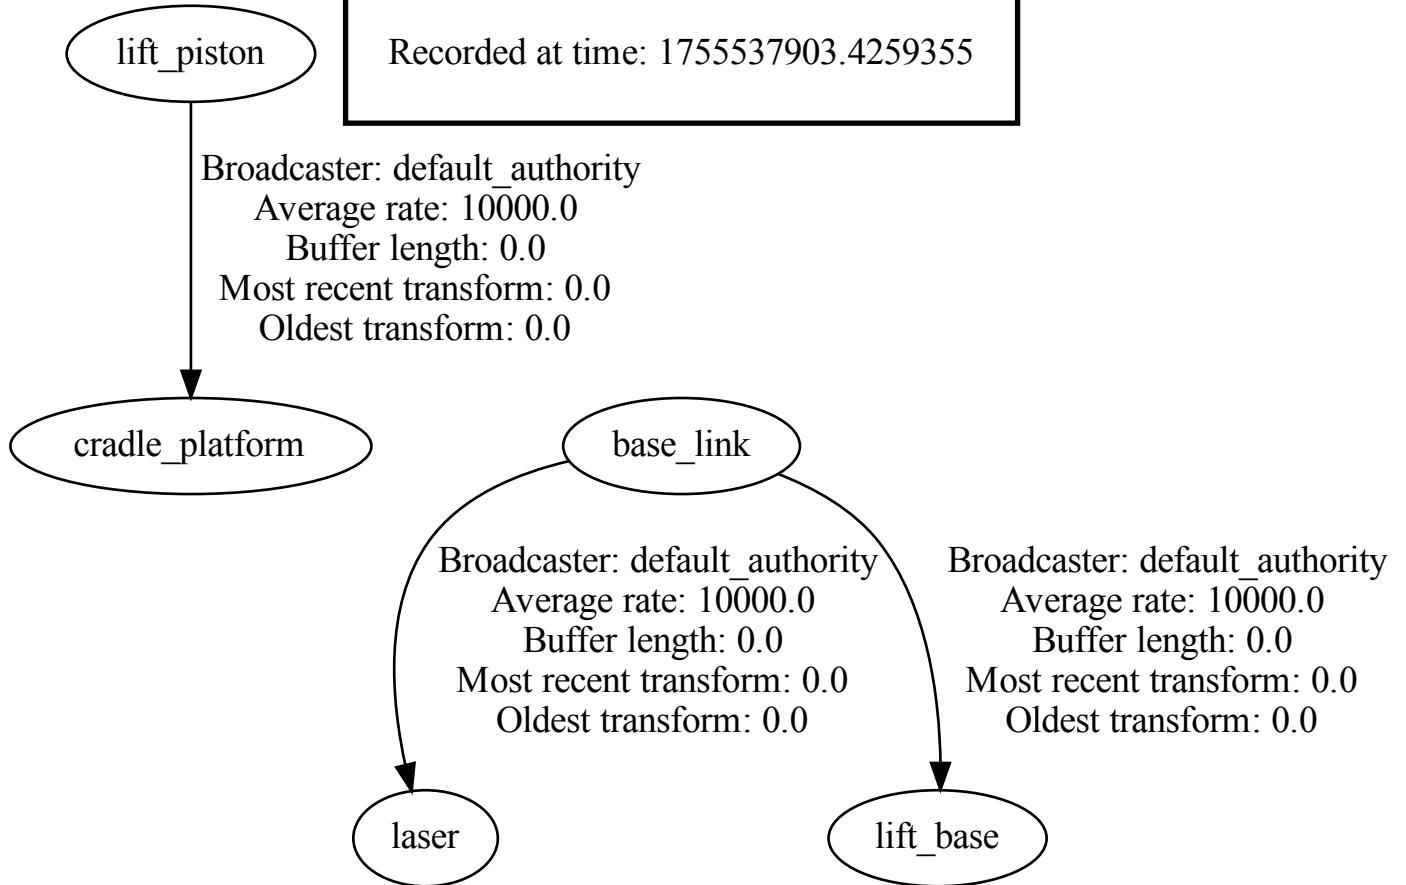 lift_piston
Recorded at time: 1755537903.4259355
Broadcaster: default_authority
Average rate: 10000.0
Buffer length: 0.0
Most recent transform: 0.0
Oldest transform: 0.0
cradle_platform
base_link
Broadcaster: default_authority
Average rate: 10000.0
Buffer length: 0.0
Most recent transform: 0.0
Oldest transform: 0.0
Broadcaster: default_authority
Average rate: 10000.0
Buffer length: 0.0
Most recent transform: 0.0
Oldest transform: 0.0
laser
lift_base